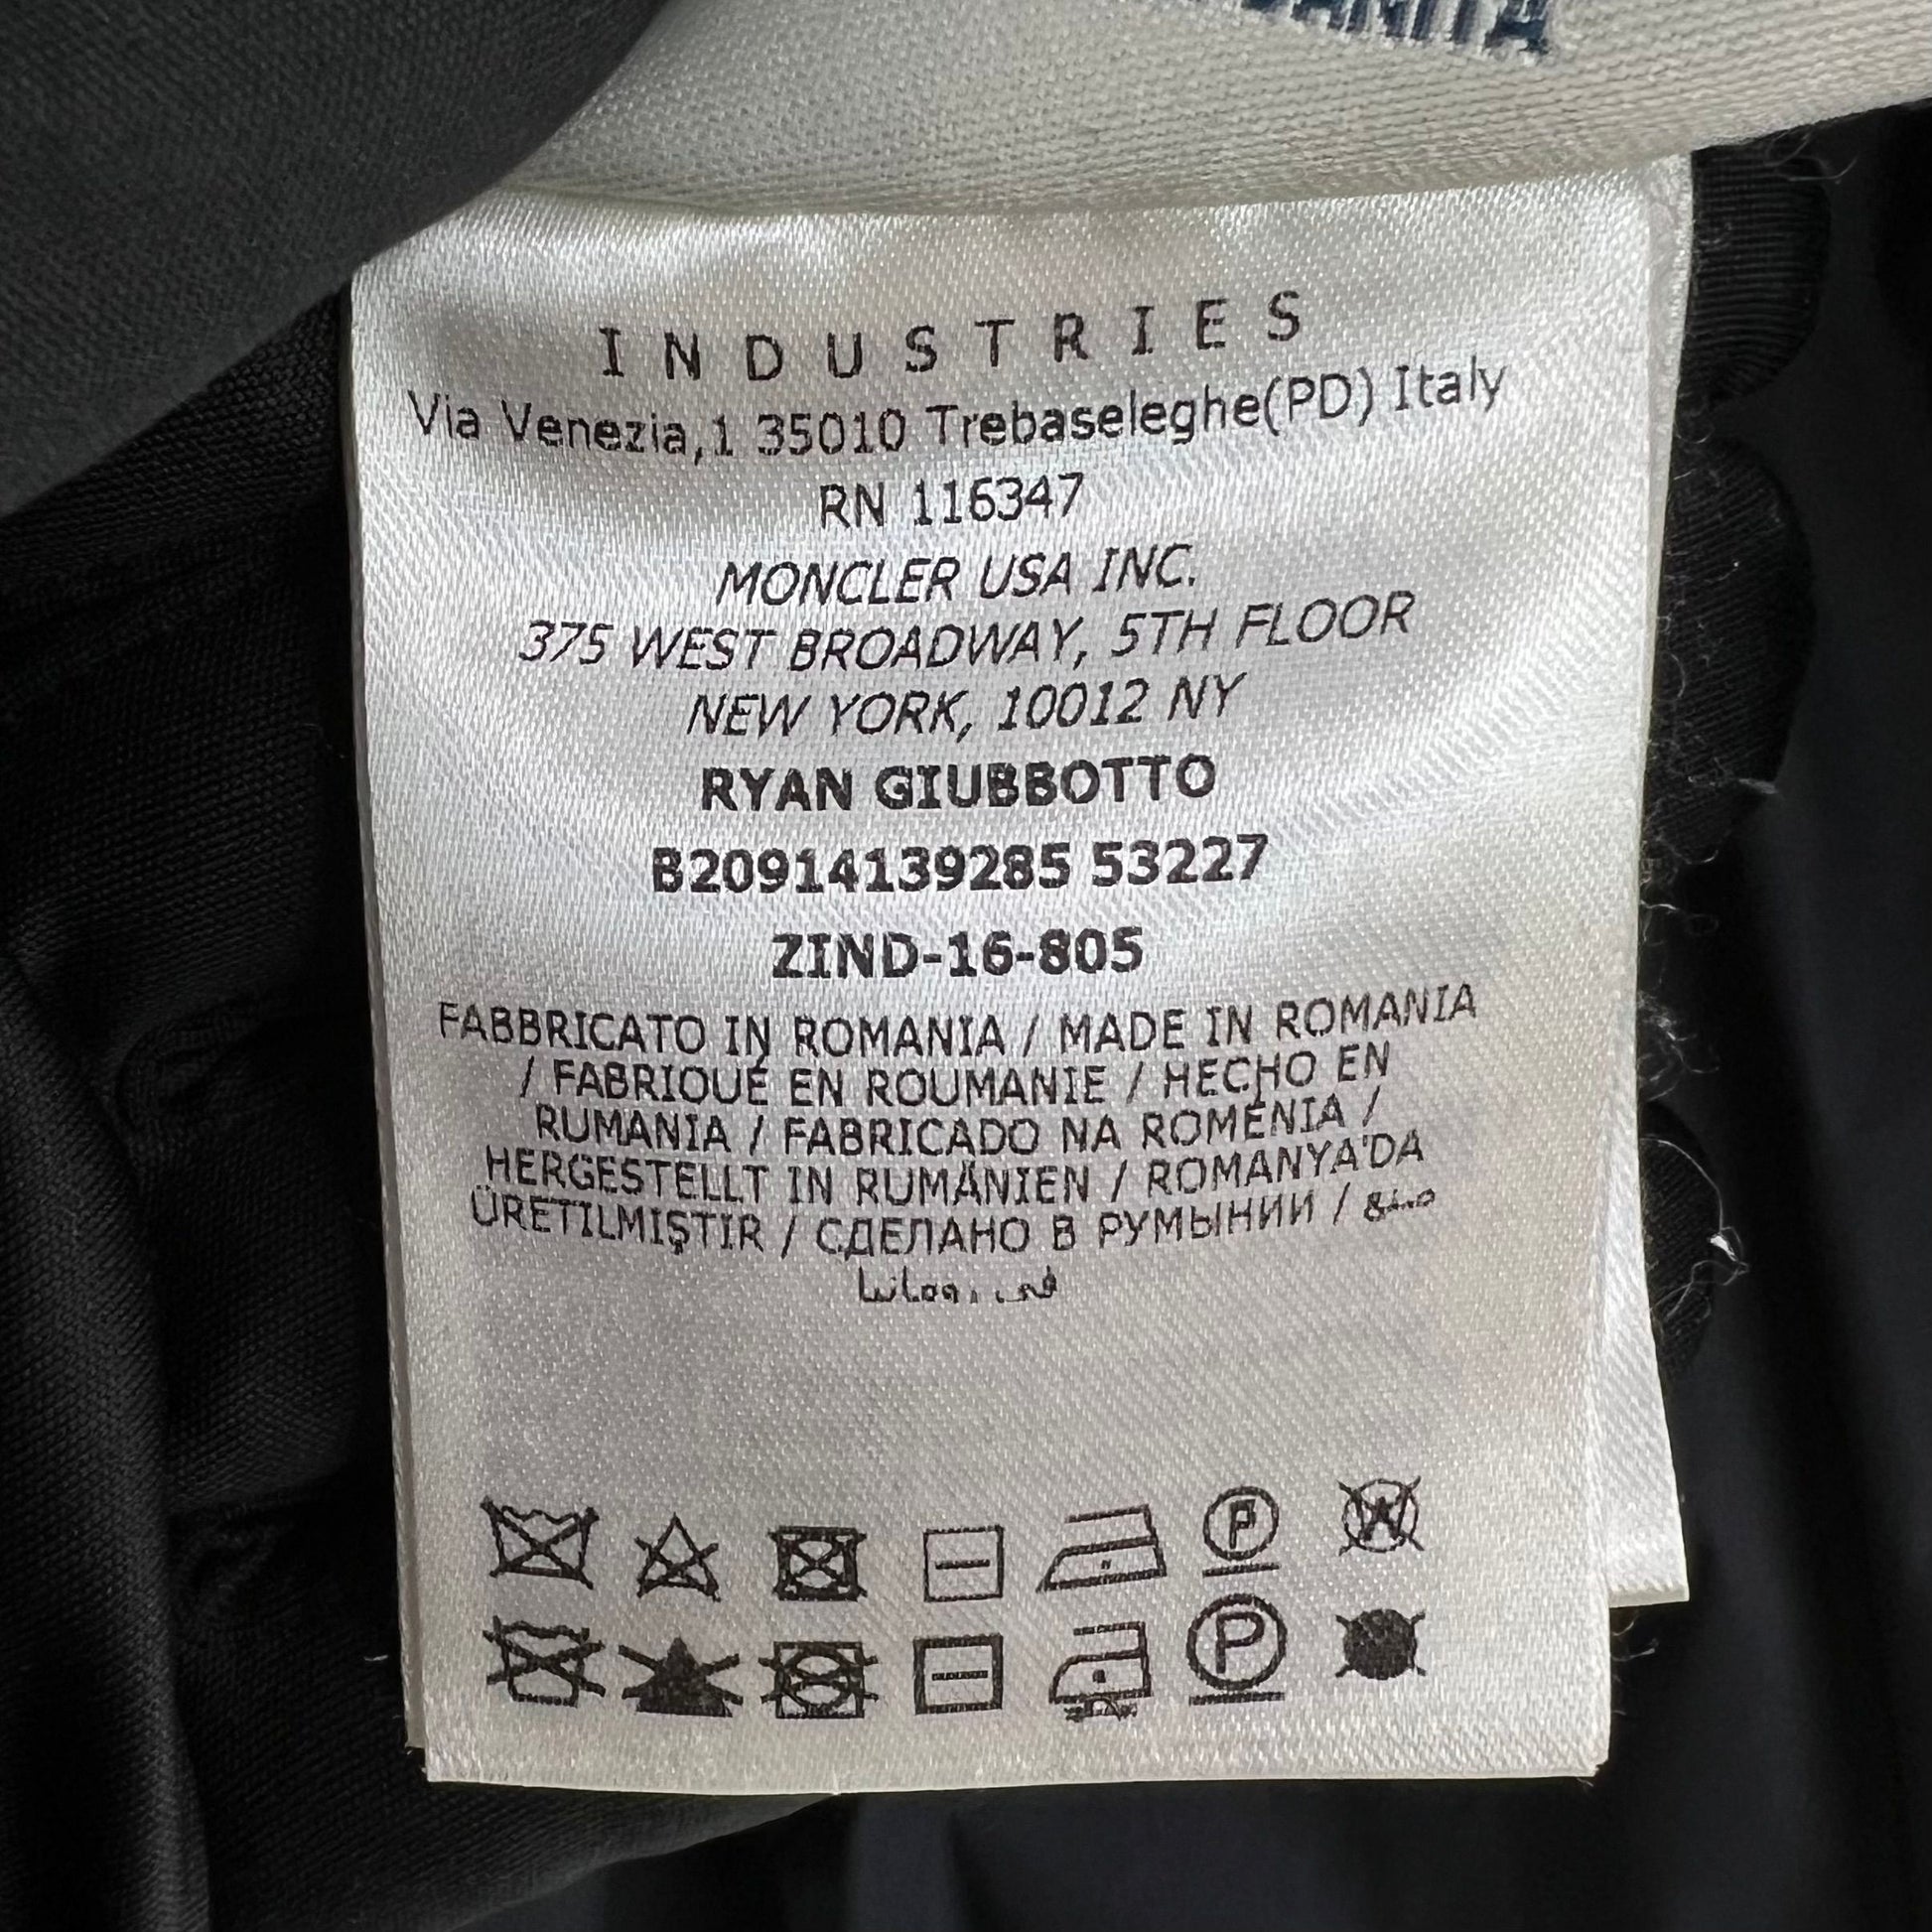 INDUSTRIES
Via Venezia,1 35010 Trebaseleghe(PD) Italy
RN 116347
MONCLER USA INC.
375 WEST BROADWAY, 5TH FLOOR
NEW YORK, 10012 NY
RYAN GIUBBOTTO
B20914139285 53227
ZIND-16-805
FABBRICATO IN ROMANIA / MADE IN ROMANIA
/ FABRIQUÉ EN ROUMANIE / HECHO EN
RUMANIA / FABRICADO NA ROMÉNIA /
HERGESTELLT IN RUMÄNIEN / ROMANYA'DA
ÜRETILMIŞTIR / СДЕЛАНО В РУМЫНИИ / صنع
في رومانيا
P W
P